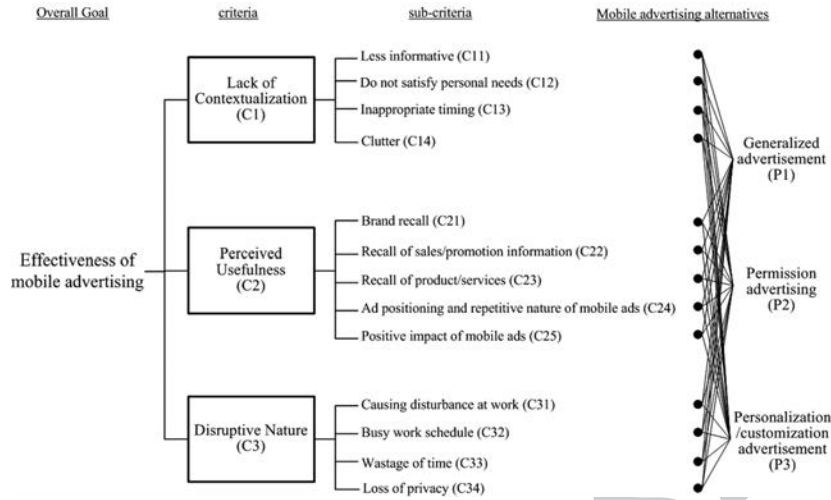 Overall Goal criteria sub-criteria Mobile advertising alternatives
Effectiveness of
mobile advertising
Lack of
Contextualization
(C1)
Less informative (C11)
Do not satisfy personal needs (C12)
Inappropriate timing (C13)
Clutter (C14)
Perceived
Usefulness
(C2)
Brand recall (C21)
Recall of sales/promotion information (C22)
Recall of product/services (C23)
Ad positioning and repetitive nature of mobile ads (C24)
Positive impact of mobile ads (C25)
Disruptive Nature
(C3)
Causing disturbance at work (C31)
Busy work schedule (C32)
Wastage of time (C33)
Loss of privacy (C34)
Generalized
advertisement
(P1)
Permission
advertising
(P2)
Personalization
/customization
advertisement
(P3)